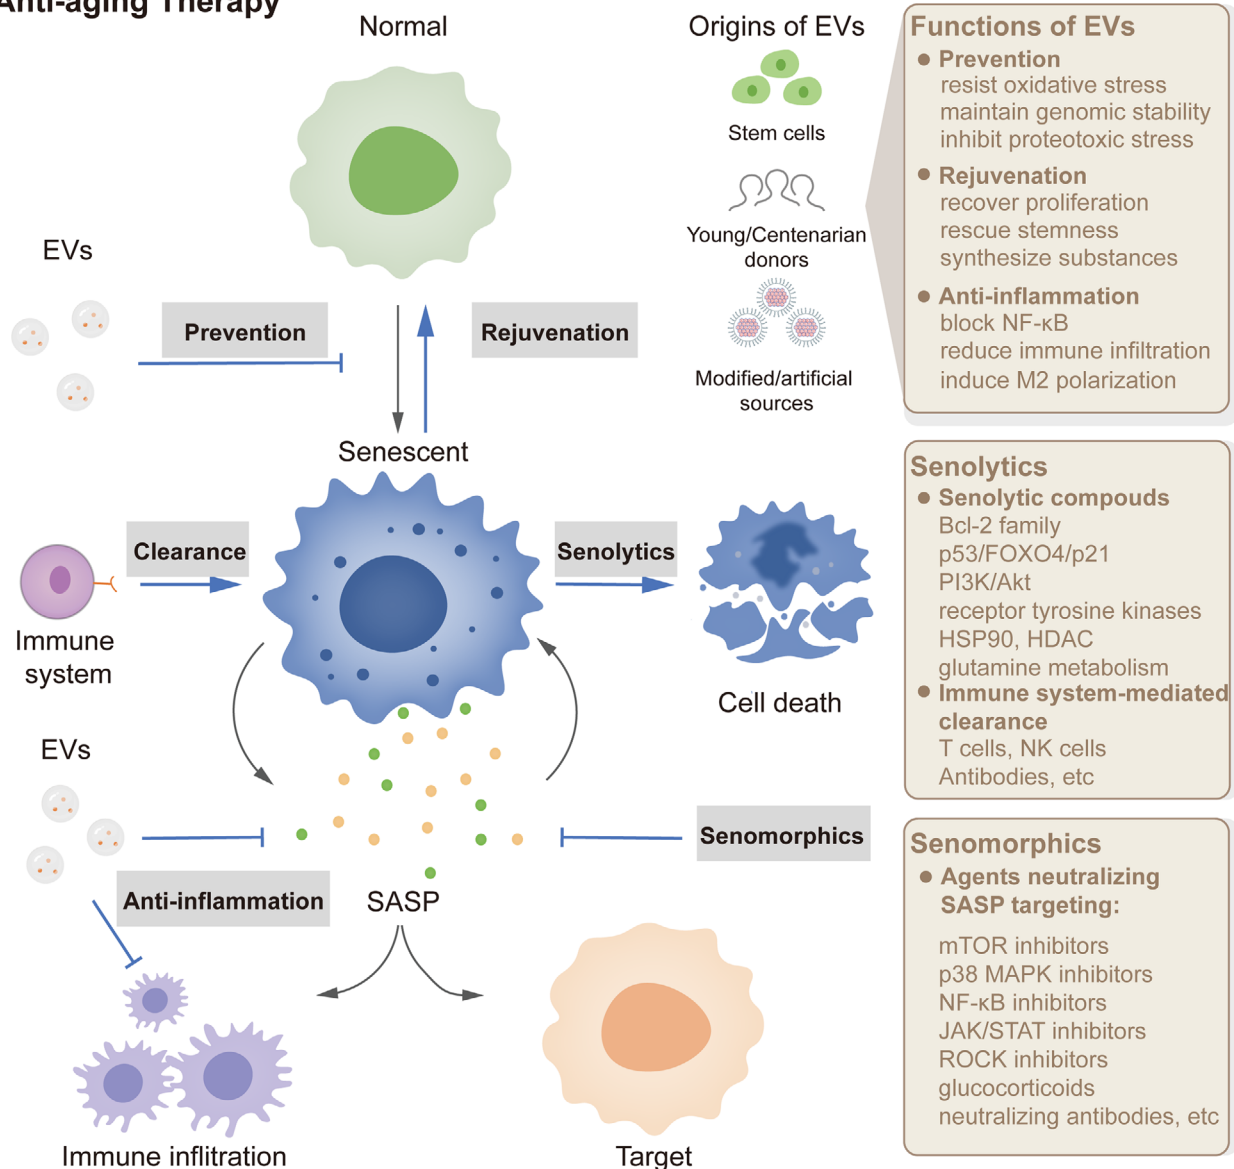 Anti-aging Therapy
Normal
EVs
Prevention
Rejuvenation
Senescent
Clearance
Senolytics
Immune
system
Cell death
EVs
Senomorphics
Anti-inflammation
SASP
Immune inflitration
Target
Origins of EVs
Stem cells
Young/Centenarian
donors
Modified/artificial
sources
Functions of EVs
● Prevention
resist oxidative stress
maintain genomic stability
inhibit proteotoxic stress
● Rejuvenation
recover proliferation
rescue stemness
synthesize substances
● Anti-inflammation
block NF-κB
reduce immune infiltration
induce M2 polarization
Senolytics
● Senolytic compouds
Bcl-2 family
p53/FOXO4/p21
PI3K/Akt
receptor tyrosine kinases
HSP90, HDAC
glutamine metabolism
● Immune system-mediated
clearance
T cells, NK cells
Antibodies, etc
Senomorphics
● Agents neutralizing
SASP targeting:
mTOR inhibitors
p38 MAPK inhibitors
NF-κB inhibitors
JAK/STAT inhibitors
ROCK inhibitors
glucocorticoids
neutralizing antibodies, etc